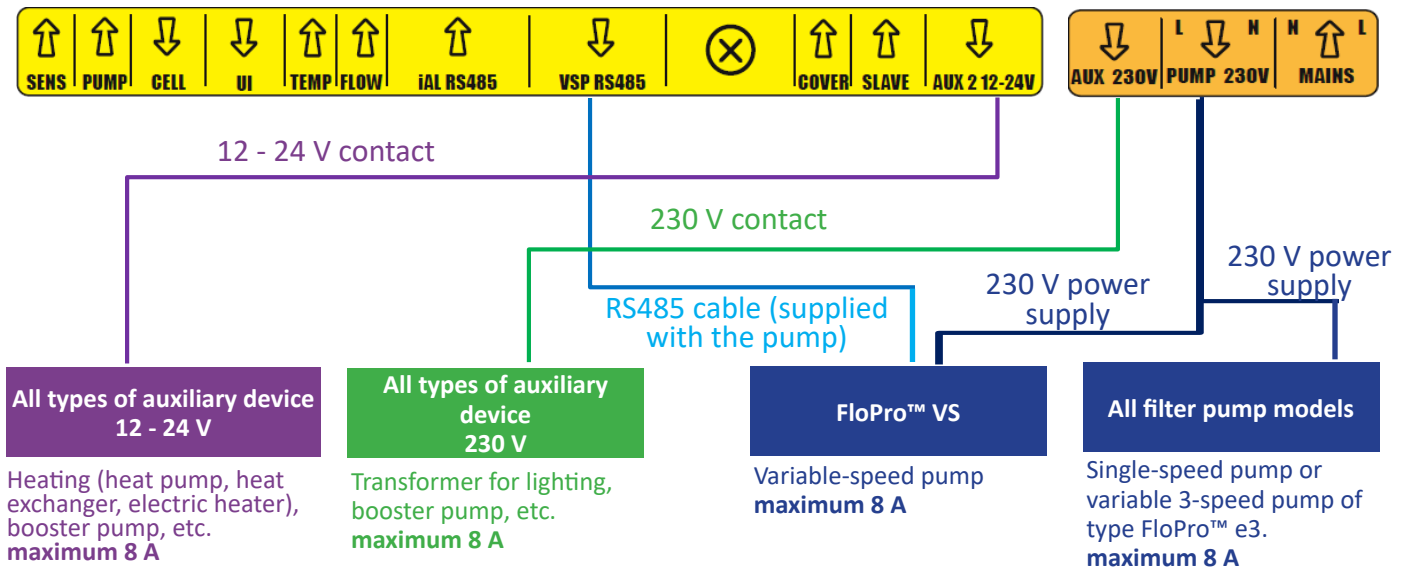 SENS PUMP CELL UI TEMP FLOW iAL RS485 VSP RS485 COVER SLAVE AUX 2 12-24V
L N N L
AUX 230V PUMP 230V MAINS
12 - 24 V contact
230 V contact
RS485 cable (supplied
with the pump)
230 V power
supply
230 V power
supply
All types of auxiliary device
12 - 24 V
Heating (heat pump, heat
exchanger, electric heater),
booster pump, etc.
maximum 8 A
All types of auxiliary
device
230 V
Transformer for lighting,
booster pump, etc.
maximum 8 A
FloPro™ VS
Variable-speed pump
maximum 8 A
All filter pump models
Single-speed pump or
variable 3-speed pump of
type FloPro™ e3.
maximum 8 A